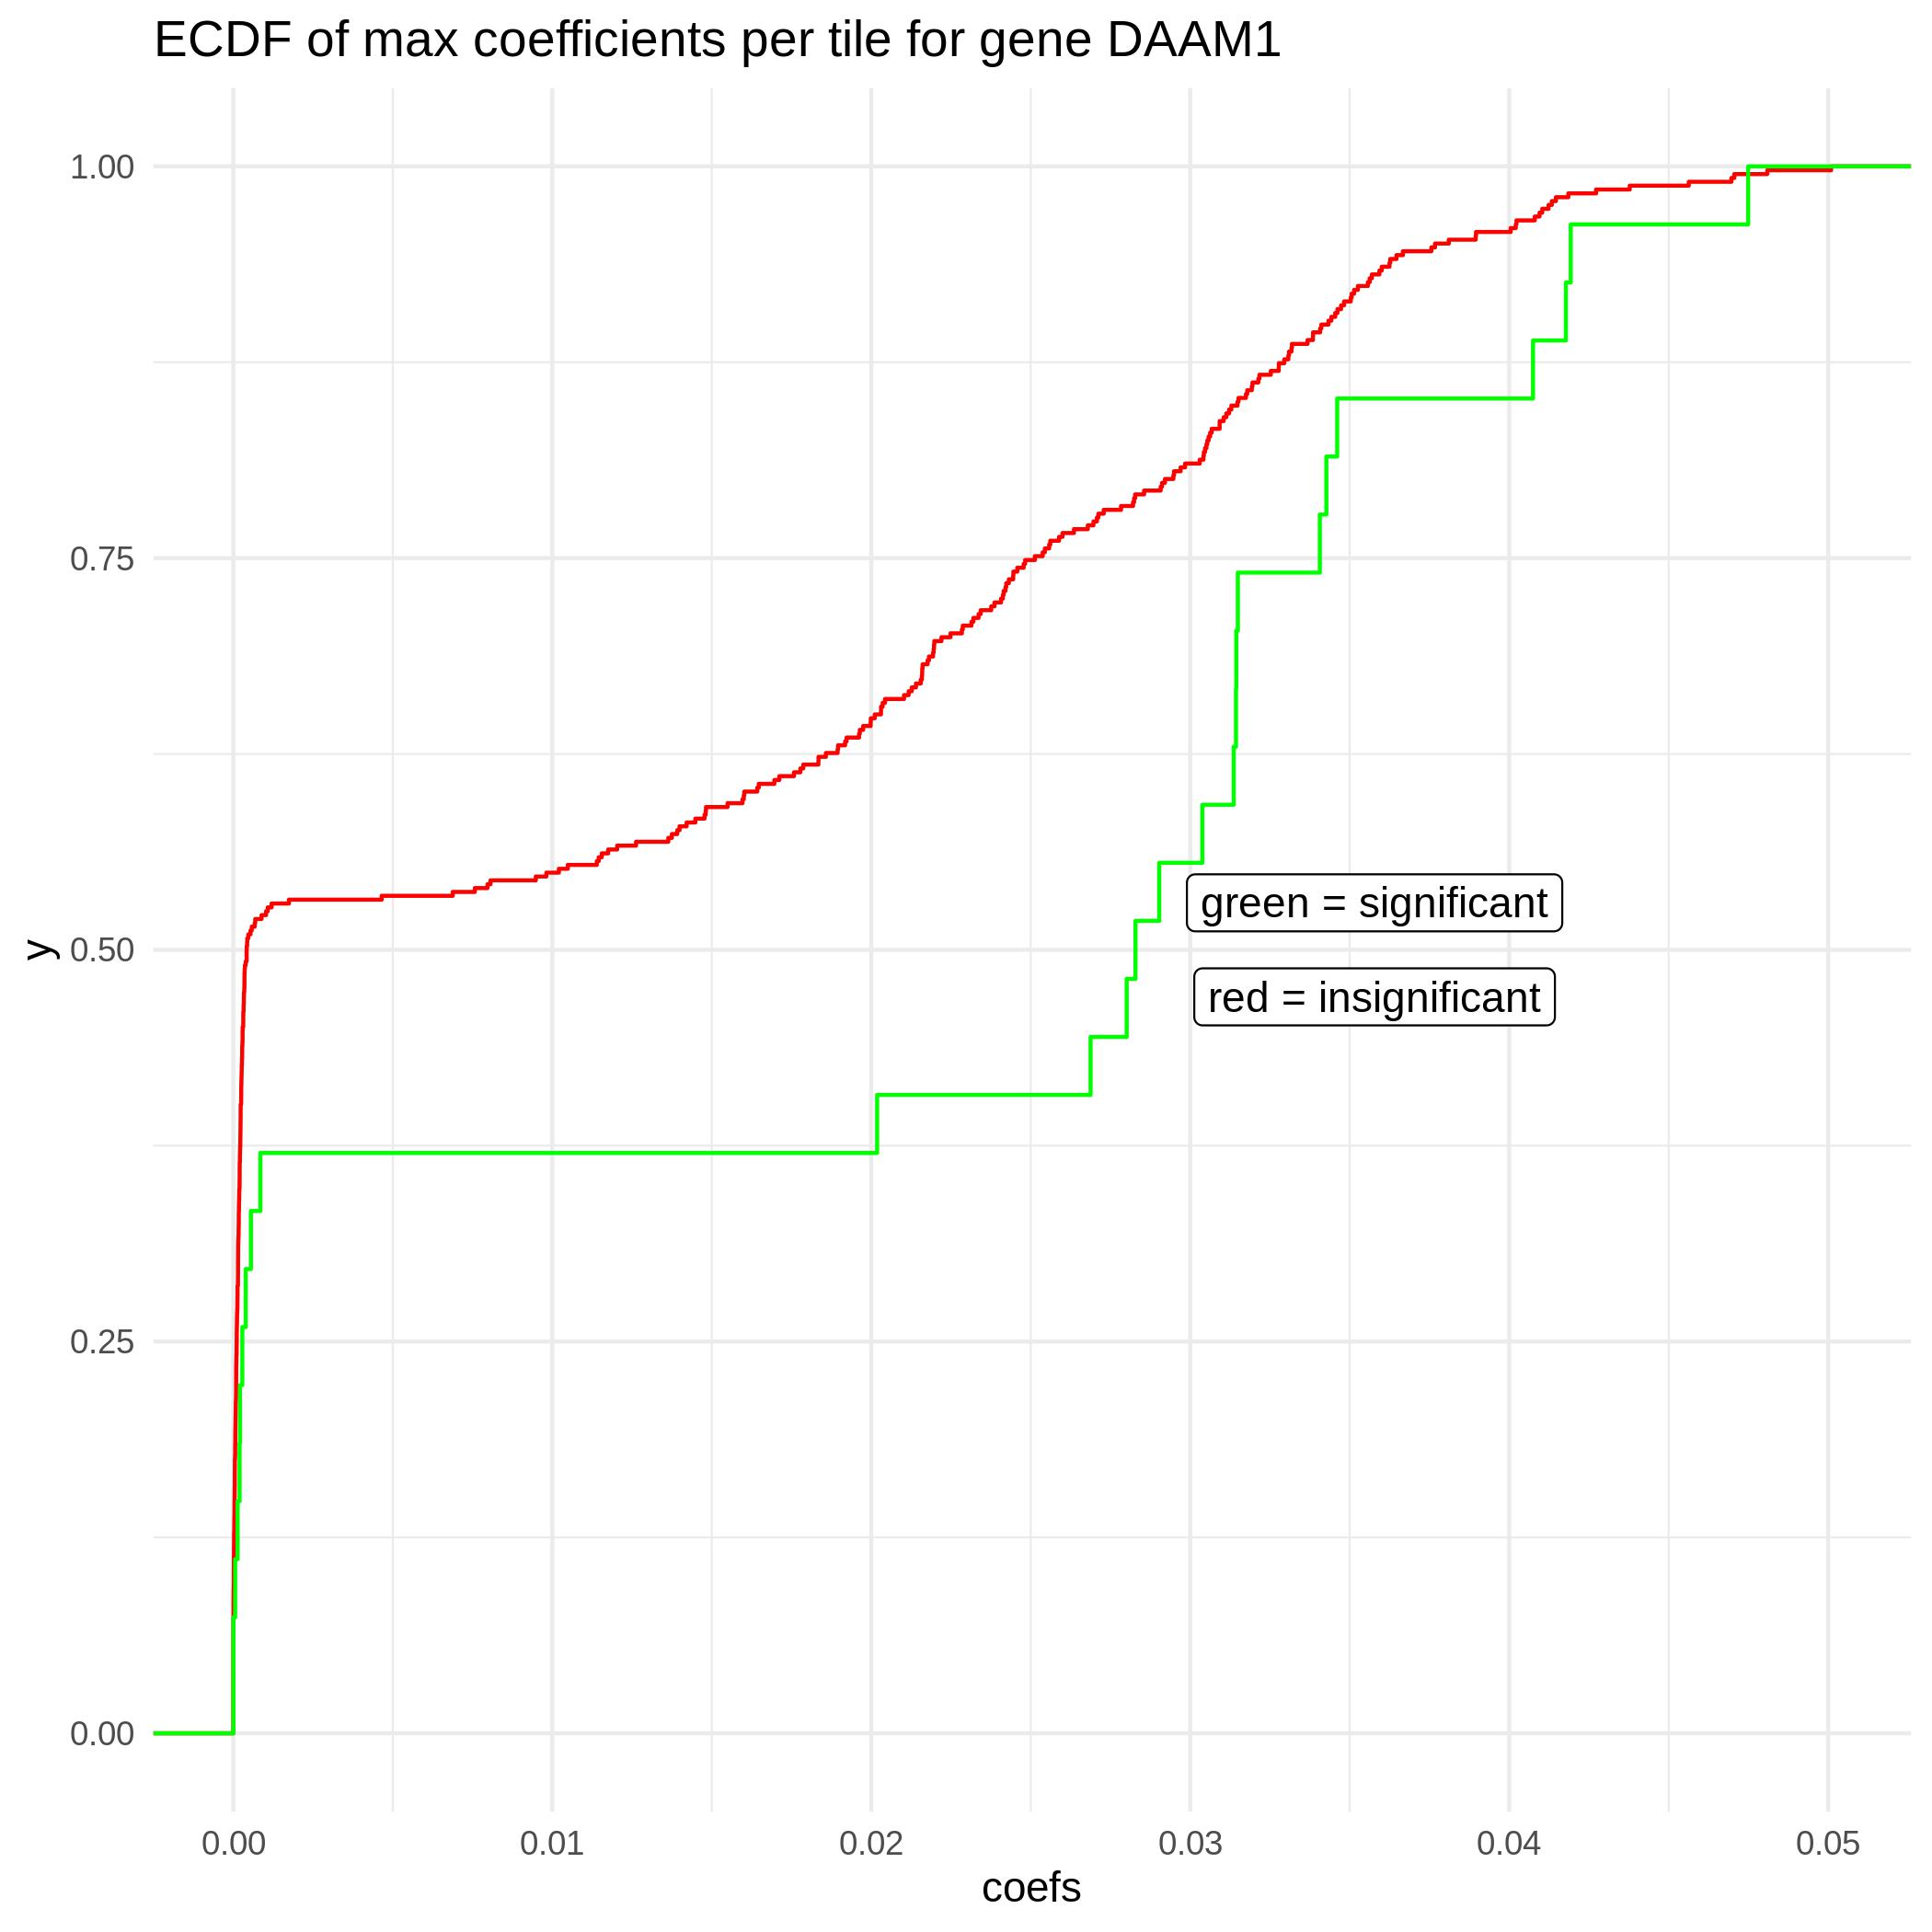 ECDF of max coefficients per tile for gene DAAM1
1.00
0.75
0.50
0.25
0.00
y
green = significant
red = insignificant
0.00 0.01 0.02 0.03 0.04 0.05
coefs